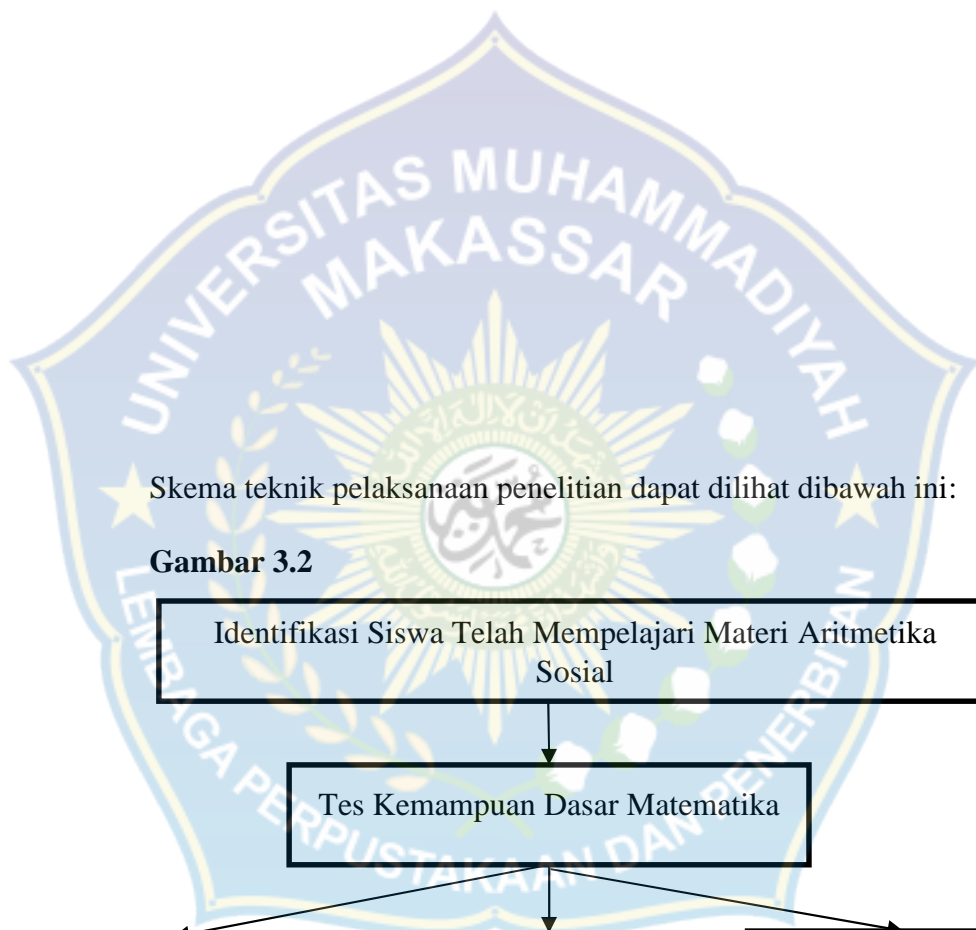 UNIVERSITAS MUHAMMADIYAH
MAKASSAR
Skema teknik pelaksanaan penelitian dapat dilihat dibawah ini:
Gambar 3.2
Identifikasi Siswa Telah Mempelajari Materi Aritmetika
Sosial
Tes Kemampuan Dasar Matematika
LEMBAGA PERPUSTAKAAN DAN PENERBITAN